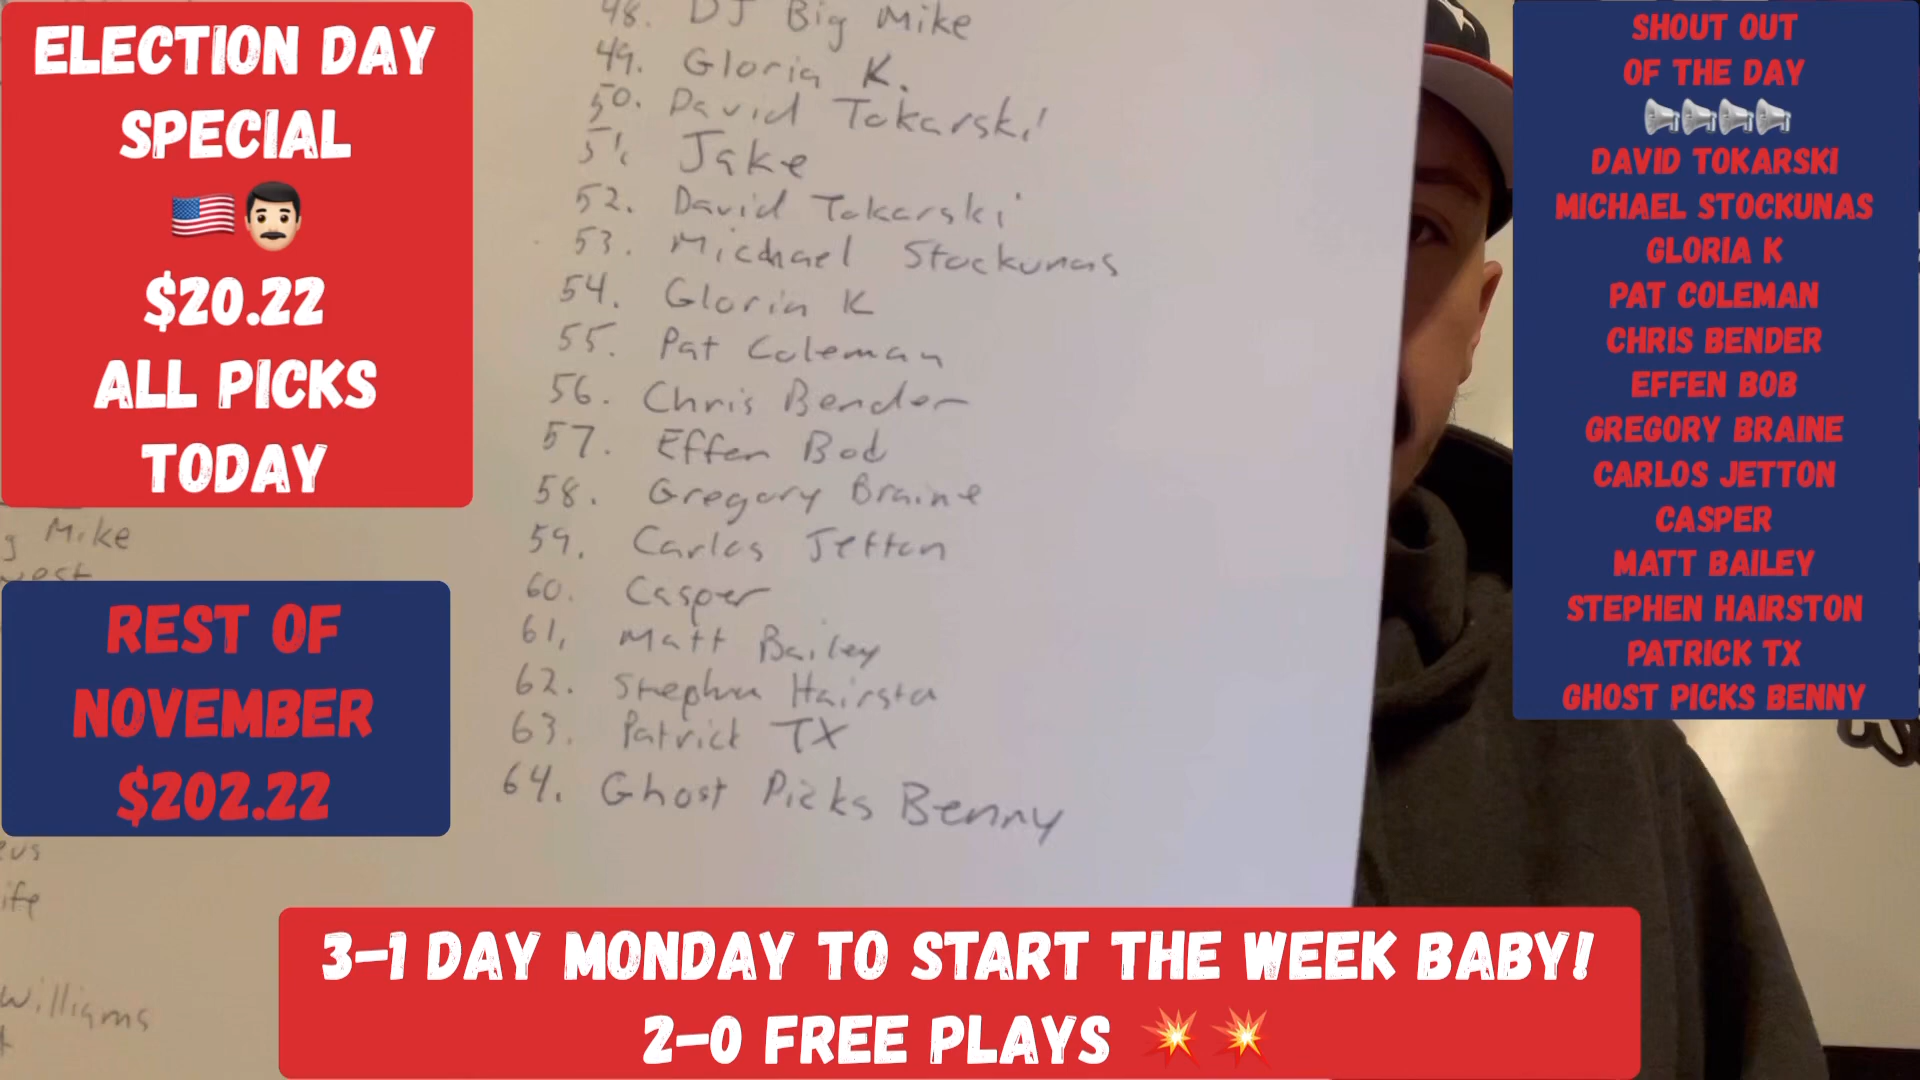 ELECTION DAY
SPECIAL
🇺🇸👨🏻
$20.22
ALL PICKS
TODAY
REST OF
NOVEMBER
$202.22
g Mike
west
eus
ife
Williams
48. DJ Big Mike
49. Gloria K.
50. David Tokarski
51. Jake
52. David Tokarski
53. Michael Stockunas
54. Gloria K
55. Pat Coleman
56. Chris Bender
57. Effen Bob
58. Gregory Braine
59. Carlos Jetton
60. Casper
61. Matt Bailey
62. Stephen Hairston
63. Patrick TX
64. Ghost Picks Benny
SHOUT OUT
OF THE DAY
📢📢📢📢
DAVID TOKARSKI
MICHAEL STOCKUNAS
GLORIA K
PAT COLEMAN
CHRIS BENDER
EFFEN BOB
GREGORY BRAINE
CARLOS JETTON
CASPER
MATT BAILEY
STEPHEN HAIRSTON
PATRICK TX
GHOST PICKS BENNY
3-1 DAY MONDAY TO START THE WEEK BABY!
2-0 FREE PLAYS 💥💥